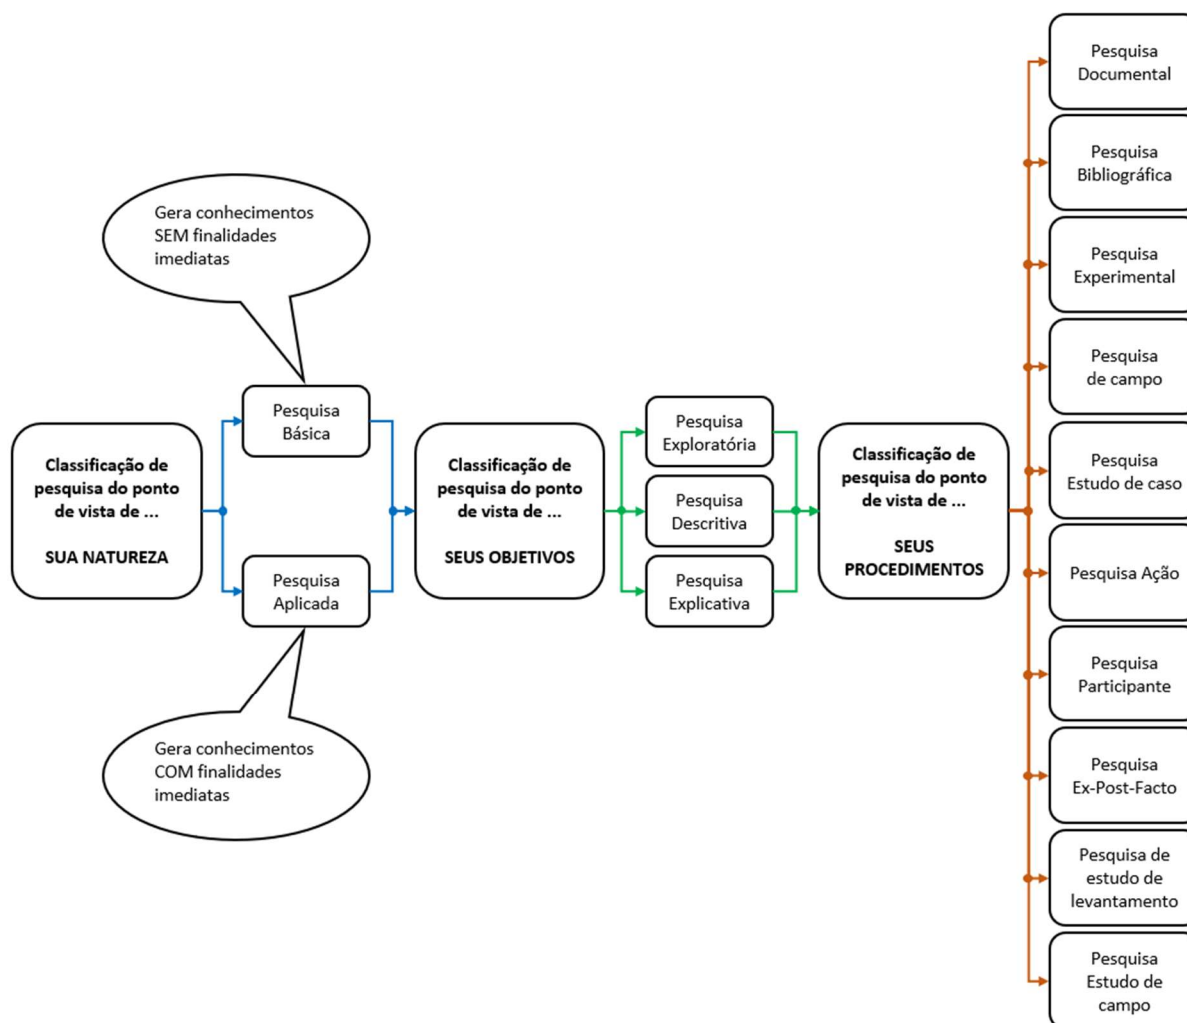 Gera conhecimentos
SEM finalidades
imediatas
Classificação de
pesquisa do ponto
de vista de ...
SUA NATUREZA
Pesquisa
Básica
Pesquisa
Aplicada
Gera conhecimentos
COM finalidades
imediatas
Classificação de
pesquisa do ponto
de vista de ...
SEUS OBJETIVOS
Pesquisa
Exploratória
Pesquisa
Descritiva
Pesquisa
Explicativa
Classificação de
pesquisa do ponto
de vista de ...
SEUS
PROCEDIMENTOS
Pesquisa
Documental
Pesquisa
Bibliográfica
Pesquisa
Experimental
Pesquisa
de campo
Pesquisa
Estudo de caso
Pesquisa Ação
Pesquisa
Participante
Pesquisa
Ex-Post-Facto
Pesquisa de
estudo de
levantamento
Pesquisa
Estudo de
campo